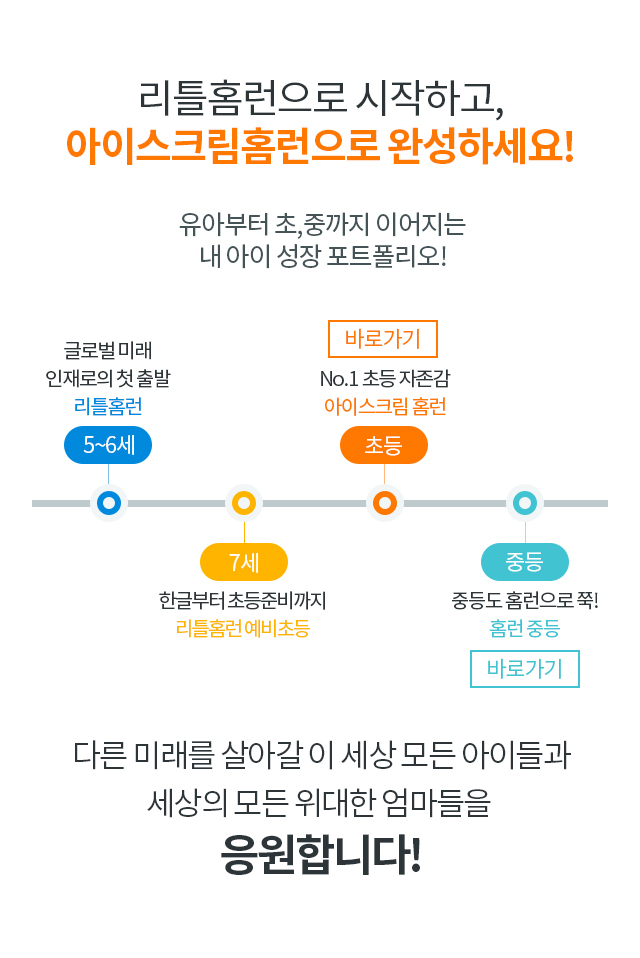 리틀홈런으로 시작하고,
아이스크림홈런으로 완성하세요!
유아부터 초,중까지 이어지는
내 아이 성장 포트폴리오!
글로벌 미래
인재로의 첫 출발
리틀홈런
5~6세
7세
한글부터 초등준비까지
리틀홈런 예비초등
바로가기
No.1 초등 자존감
아이스크림 홈런
초등
중등
중등도 홈런으로 쭉!
홈런 중등
바로가기
다른 미래를 살아갈 이 세상 모든 아이들과
세상의 모든 위대한 엄마들을
응원합니다!